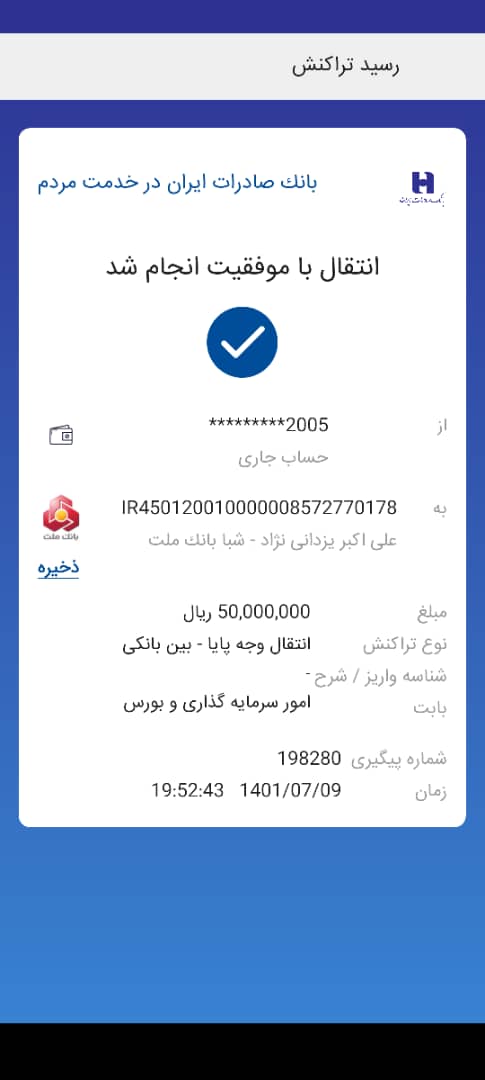 رسید تراکنش
بانك صادرات ایران در خدمت مردم
بانک صادرات ایران
انتقال با موفقیت انجام شد
از
*********2005
حساب جاری
به
IR450120010000008572770178
علی اکبر یزدانی نژاد - شبا بانك ملت
بانک ملت
ذخیره
مبلغ 50,000,000 ریال
نوع تراکنش انتقال وجه پایا - بین بانکی
شناسه واریز / شرح -
بابت امور سرمایه گذاری و بورس
شماره پیگیری 198280
زمان 1401/07/09 19:52:43